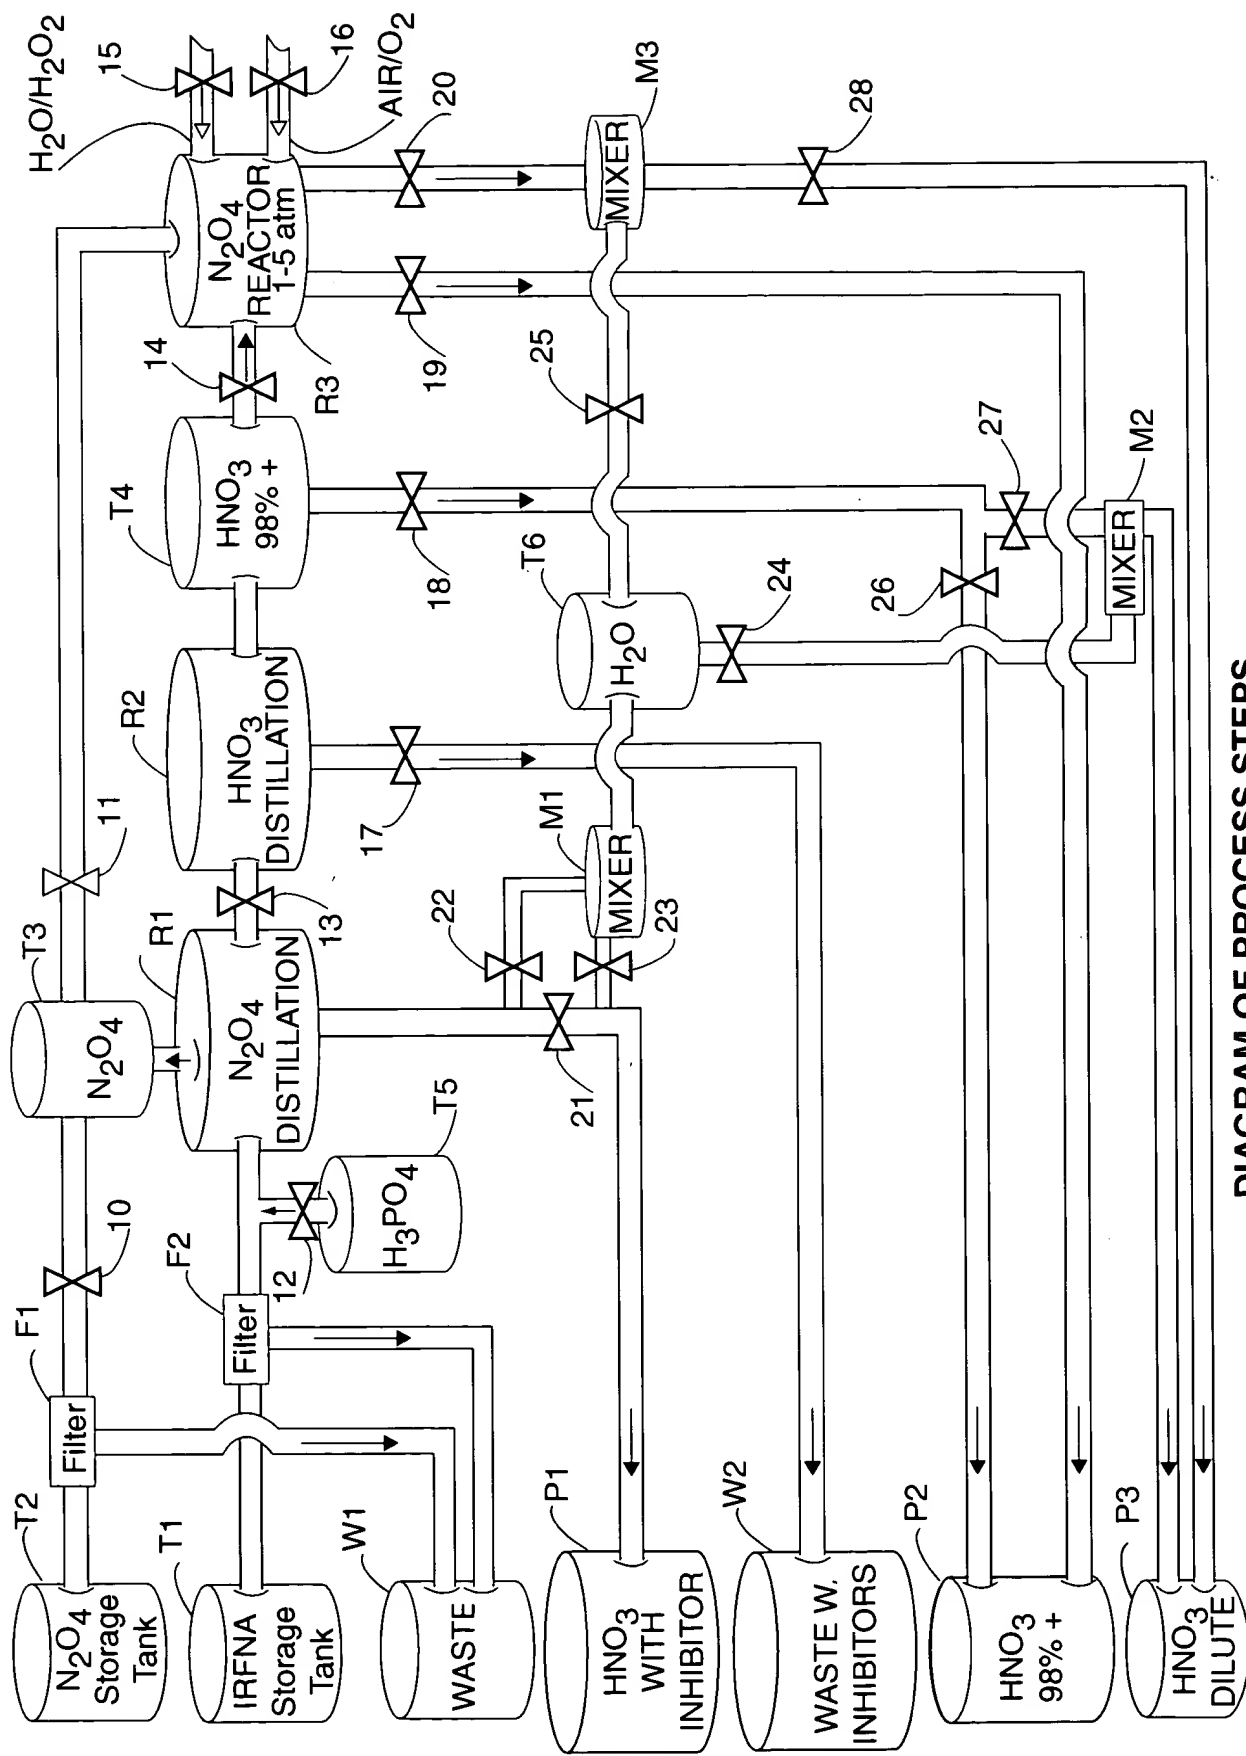 H2O/H2O2
15
16
AIR/O2
20
M3
28
N2O4
REACTOR
1-5 atm
MIXER
14
R3
19
25
27
M2
T4
HNO3
98% +
18
T6
26
MIXER
H2O
24
R2
HNO3
DISTILLATION
17
11
M1
MIXER
13
22
23
T3
N2O4
R1
N2O4
DISTILLATION
21
T5
H3PO4
12
10
F2
Filter
F1
Filter
T2
N2O4
Storage
Tank
T1
IRFNA
Storage
Tank
W1
WASTE
P1
HNO3
WITH
INHIBITOR
W2
WASTE W.
INHIBITORS
P2
HNO3
98% +
P3
HNO3
DILUTE
DIAGRAM OF PROCESS STEPS